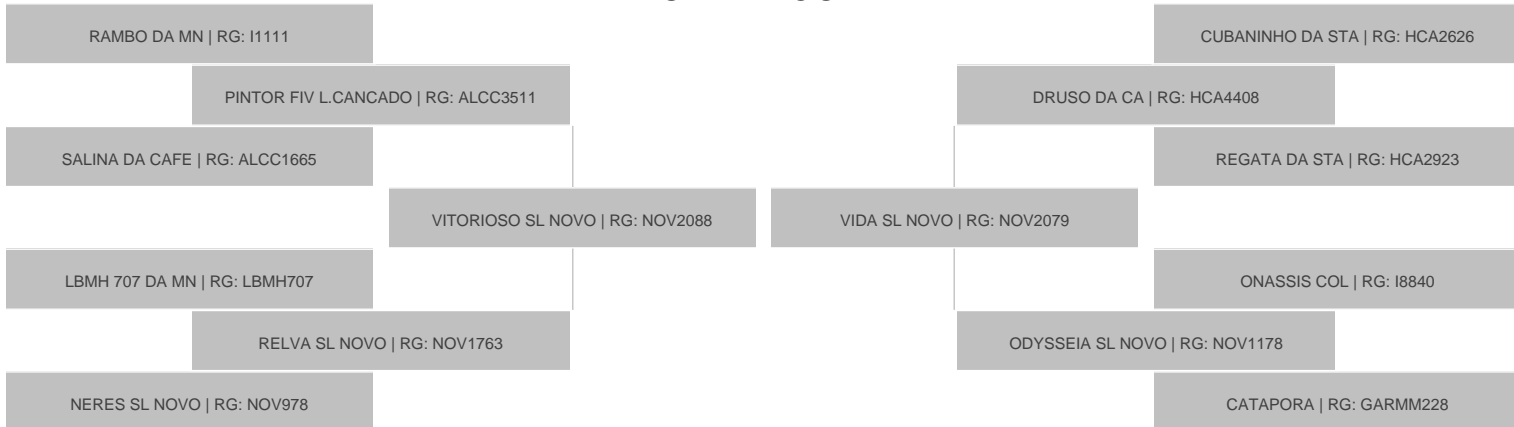 RAMBO DA MN | RG: I1111
CUBANINHO DA STA | RG: HCA2626
PINTOR FIV L.CANCADO | RG: ALCC3511
DRUSO DA CA | RG: HCA4408
SALINA DA CAFE | RG: ALCC1665
REGATA DA STA | RG: HCA2923
VITORIOSO SL NOVO | RG: NOV2088
VIDA SL NOVO | RG: NOV2079
LBMH 707 DA MN | RG: LBMH707
ONASSIS COL | RG: I8840
RELVA SL NOVO | RG: NOV1763
ODYSSEIA SL NOVO | RG: NOV1178
NERES SL NOVO | RG: NOV978
CATAPORA | RG: GARMM228